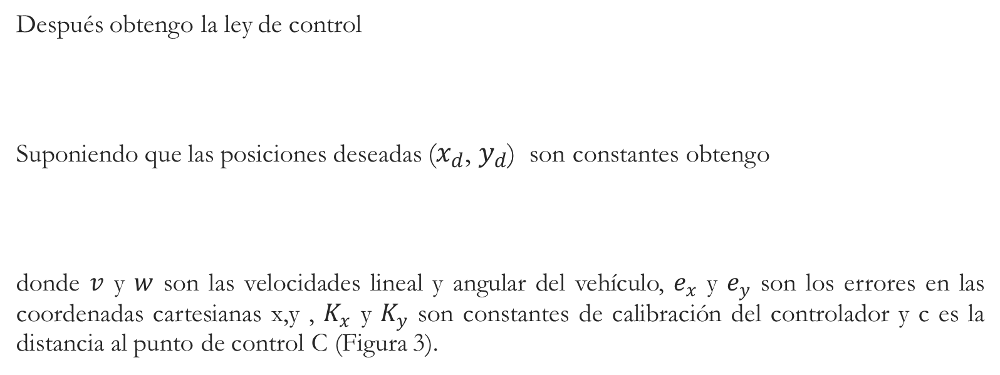 Después obtengo la ley de control
Suponiendo que las posiciones deseadas (x_d, y_d) son constantes obtengo
donde v y w son las velocidades lineal y angular del vehículo, e_x y e_y son los errores en las
coordenadas cartesianas x,y , K_x y K_y son constantes de calibración del controlador y c es la
distancia al punto de control C (Figura 3).